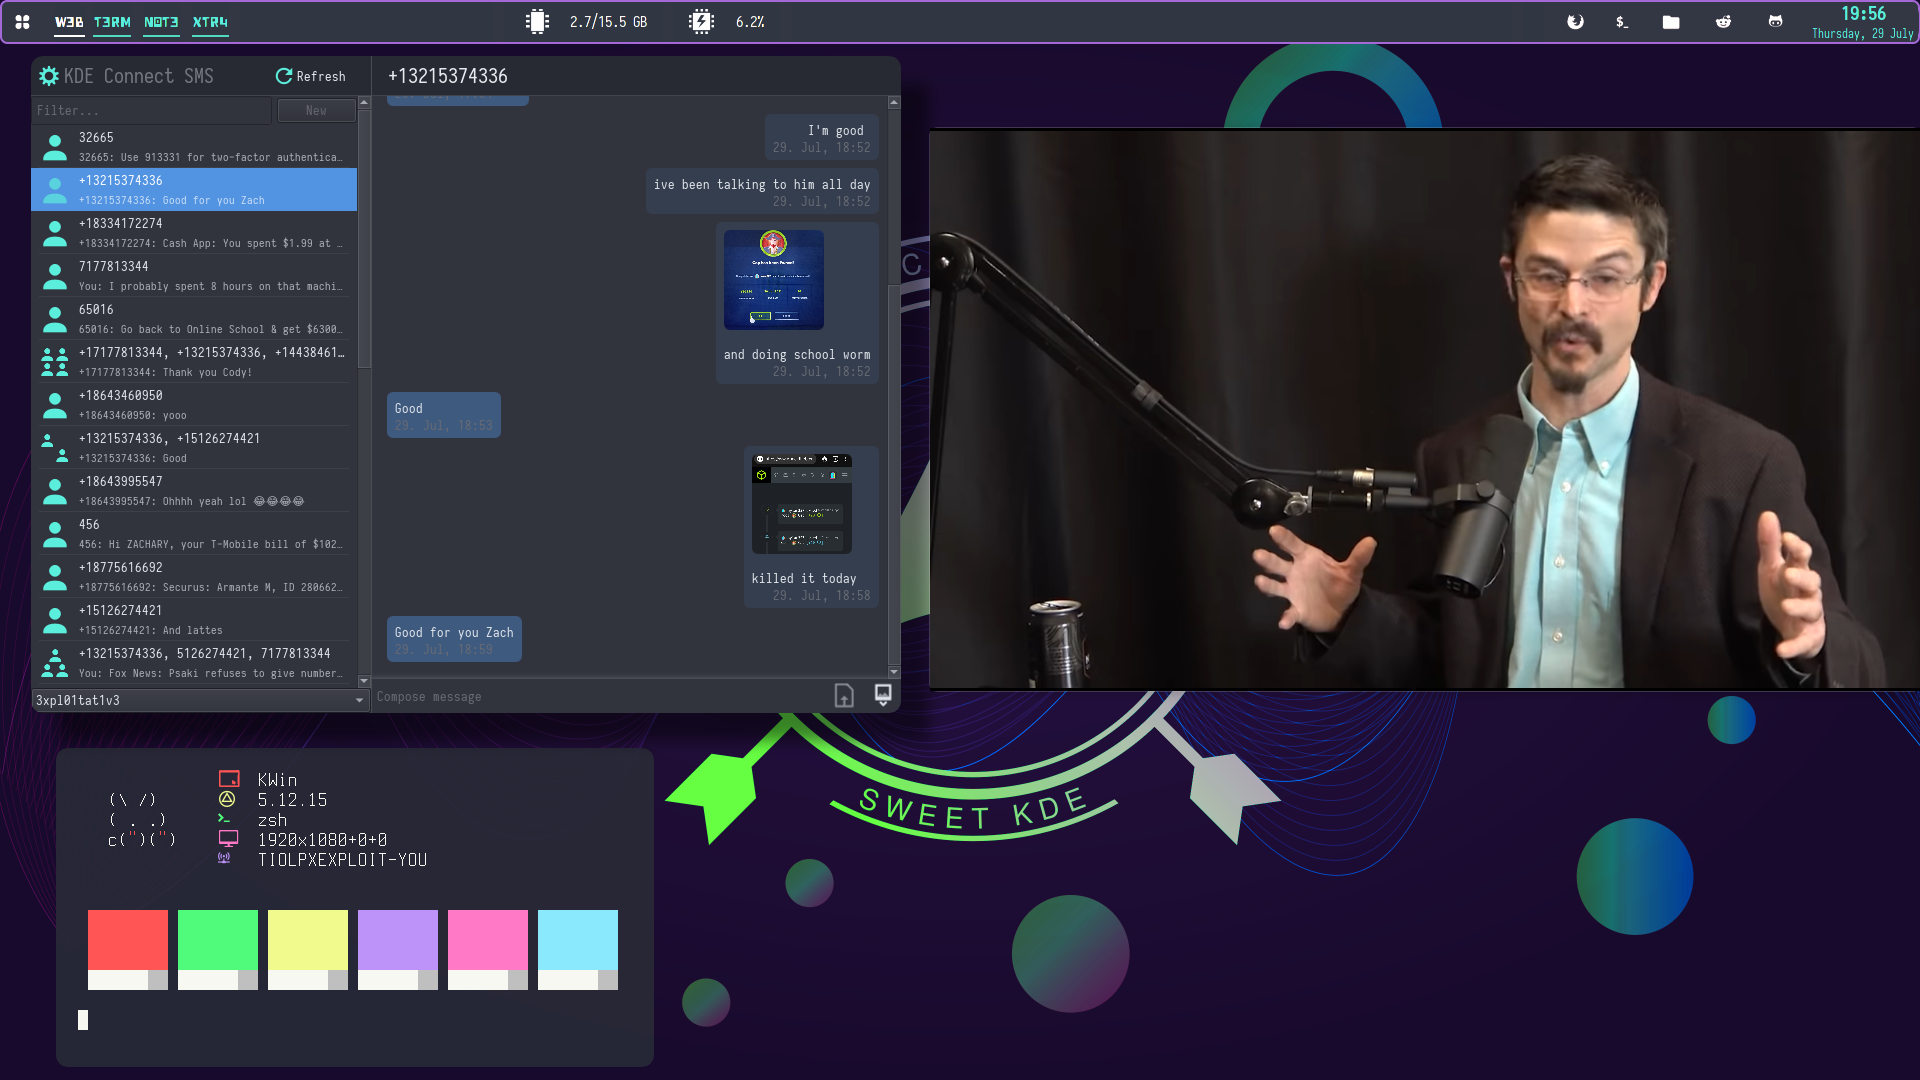 W3B T3RM N0T3 XTR4
2.7/15.5 GB
6.2%
19:56
Thursday, 29 July
KDE Connect SMS
Refresh
+13215374336
Filter...
New
32665
32665: Use 913331 for two-factor authentica…
+13215374336
+13215374336: Good for you Zach
+18334172274
+18334172274: Cash App: You spent $1.99 at …
7177813344
You: I probably spent 8 hours on that machi…
65016
65016: Go back to Online School & get $6300…
+17177813344, +13215374336, +14438461…
+17177813344: Thank you Cody!
+18643460950
+18643460950: yooo
+13215374336, +15126274421
+13215374336: Good
+18643995547
+18643995547: Ohhhh yeah lol 😂😂😂😂
456
456: Hi ZACHARY, your T-Mobile bill of $102…
+18775616692
+18775616692: Securus: Armante M, ID 280662…
+15126274421
+15126274421: And lattes
+13215374336, 5126274421, 7177813344
You: Fox News: Psaki refuses to give number…
3xpl01tat1v3
I'm good
29. Jul, 18:52
ive been talking to him all day
29. Jul, 18:52
and doing school worm
29. Jul, 18:52
Good
29. Jul, 18:53
killed it today
29. Jul, 18:58
Good for you Zach
29. Jul, 18:59
Compose message
C
SWEET KDE
(\ /)
( . .)
c(")(")
KWin
5.12.15
zsh
1920x1080+0+0
TIOLPXEXPLOIT-YOU